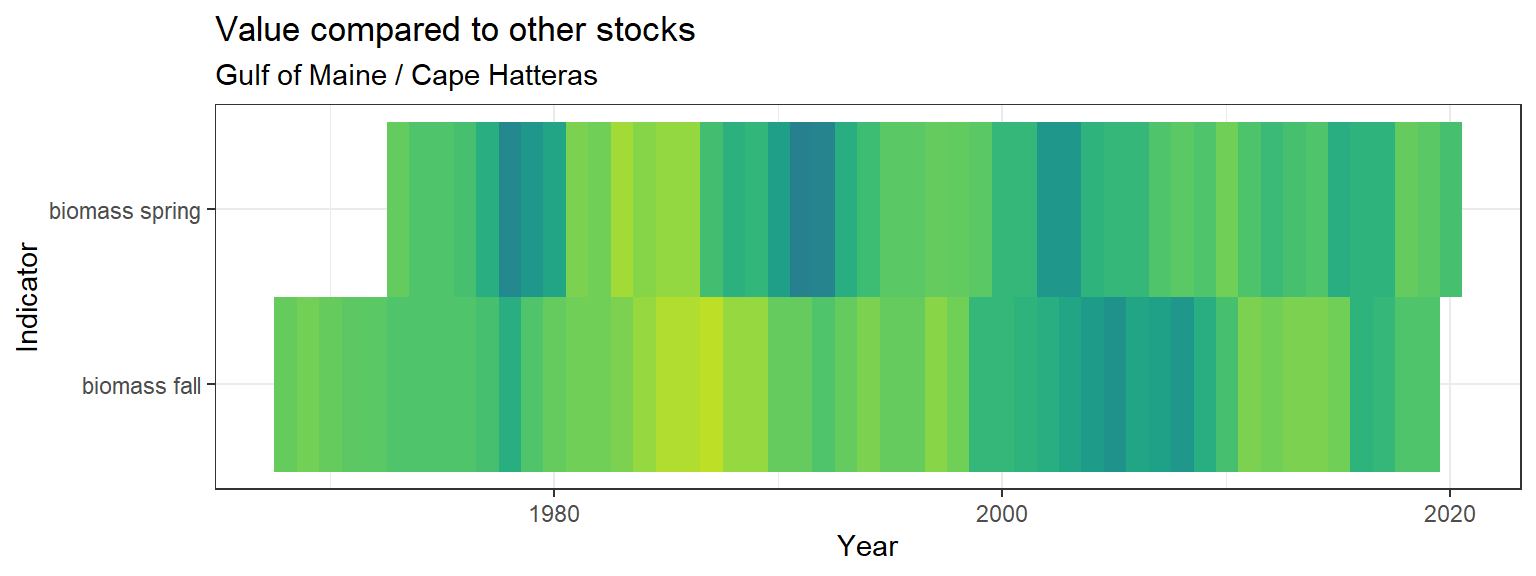 Value compared to other stocks
Gulf of Maine / Cape Hatteras
Indicator
biomass spring
biomass fall
1980 2000 2020
Year